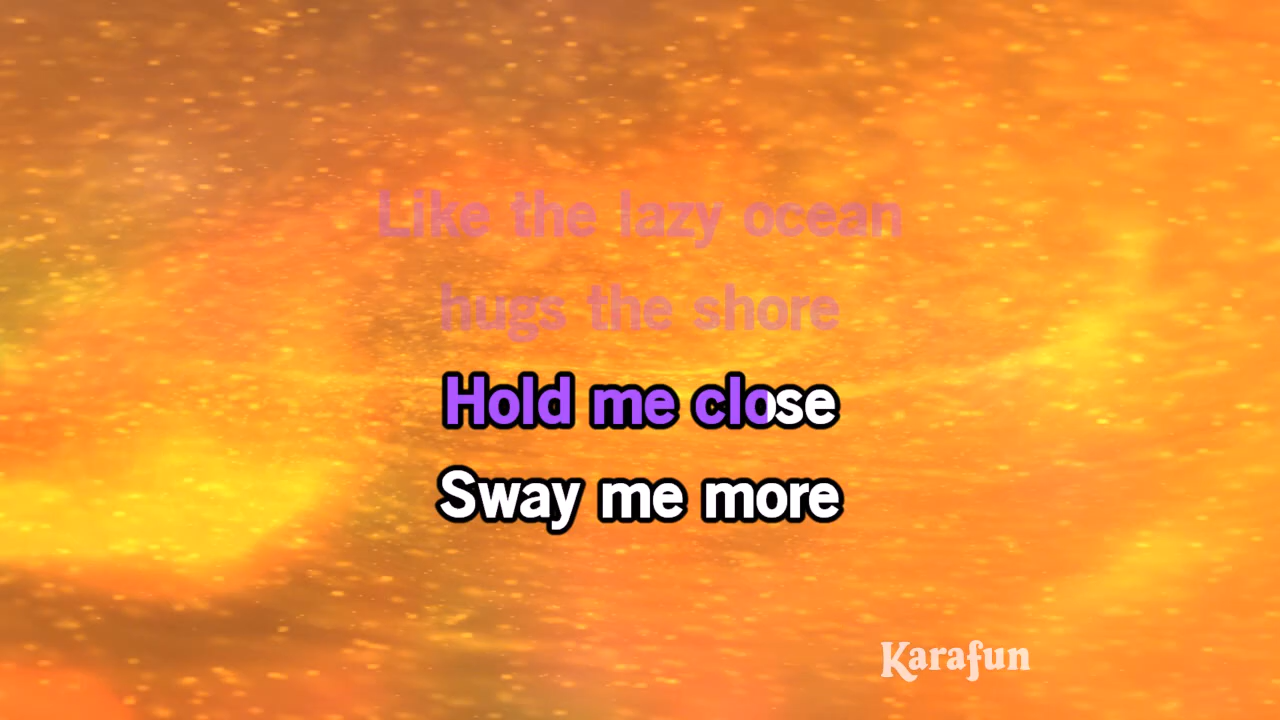 Like the lazy ocean
hugs the shore
Hold me close
Sway me more
Karafun